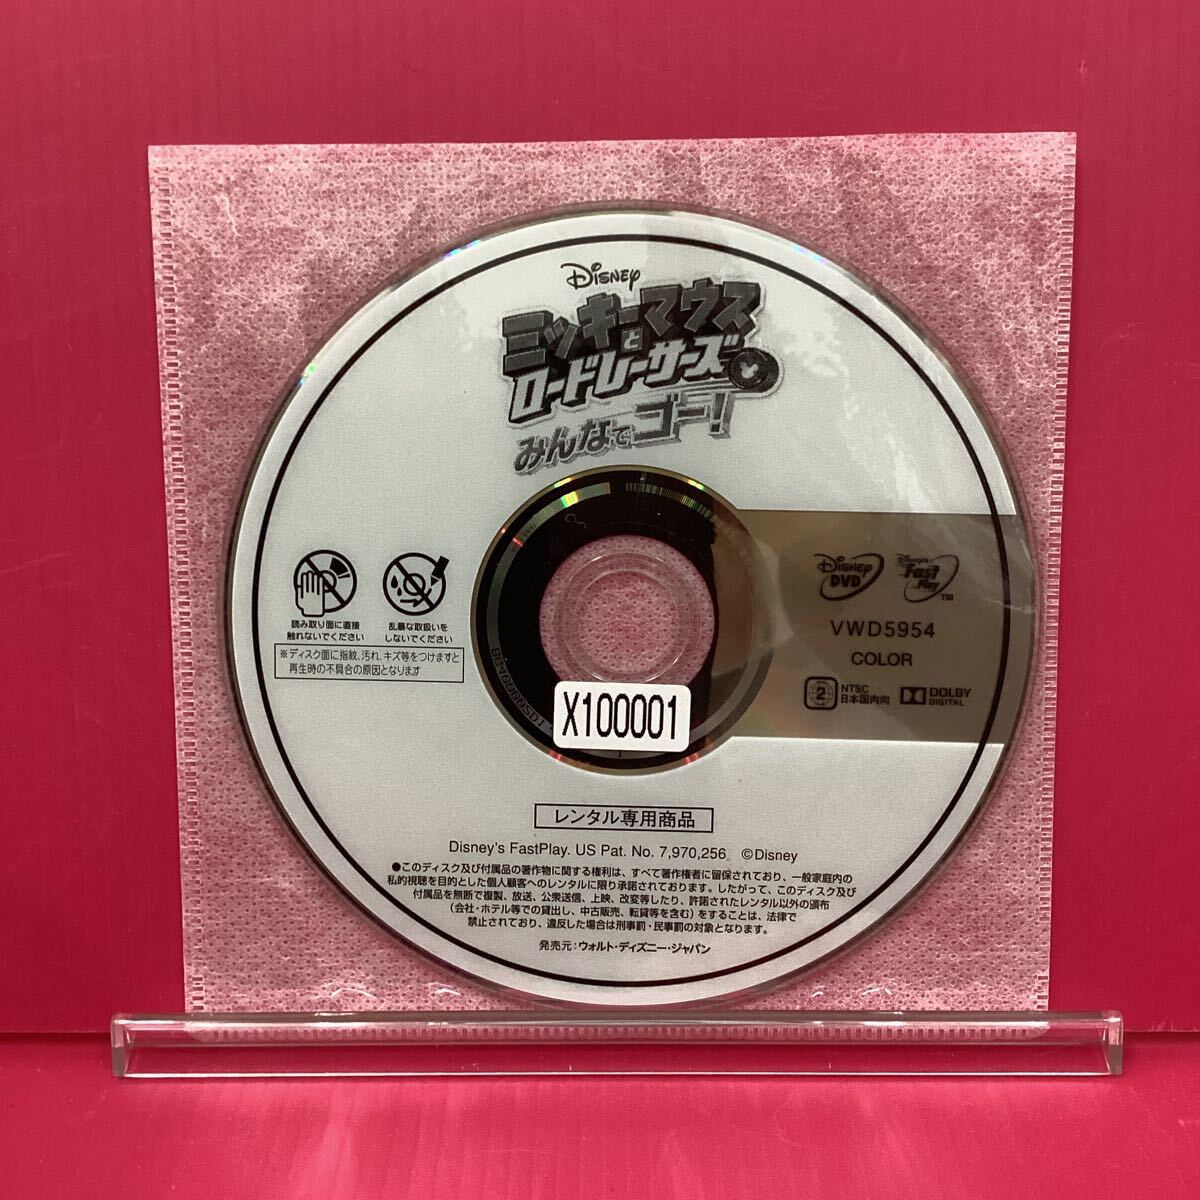 Disney
ミッキーマウス
と
ロードレーサーズ
みんなでゴー!
読み取り面に直接
触れないでください
乱暴な取扱いを
しないでください
※ディスク面に指紋、汚れ、キズ等をつけますと
再生時の不具合の原因となります
Disney
DVD
Disney's
Fast
Play
TM
VWD5954
COLOR
2
NTSC
日本国内向
DOLBY
DIGITAL
X100001
レンタル専用商品
Disney's FastPlay. US Pat. No. 7,970,256 ©Disney
●このディスク及び付属品の著作物に関する権利は、すべて著作権者に留保されており、一般家庭内の
私的視聴を目的とした個人顧客へのレンタルに限り承諾されております。したがって、このディスク及び
付属品を無断で複製、放送、公衆送信、上映、改変等したり、許諾されたレンタル以外の頒布
(会社・ホテル等での貸出し、中古販売、転貸等を含む)をすることは、法律で
禁止されており、違反した場合は刑事罰・民事罰の対象となります。
発売元:ウォルト・ディズニー・ジャパン